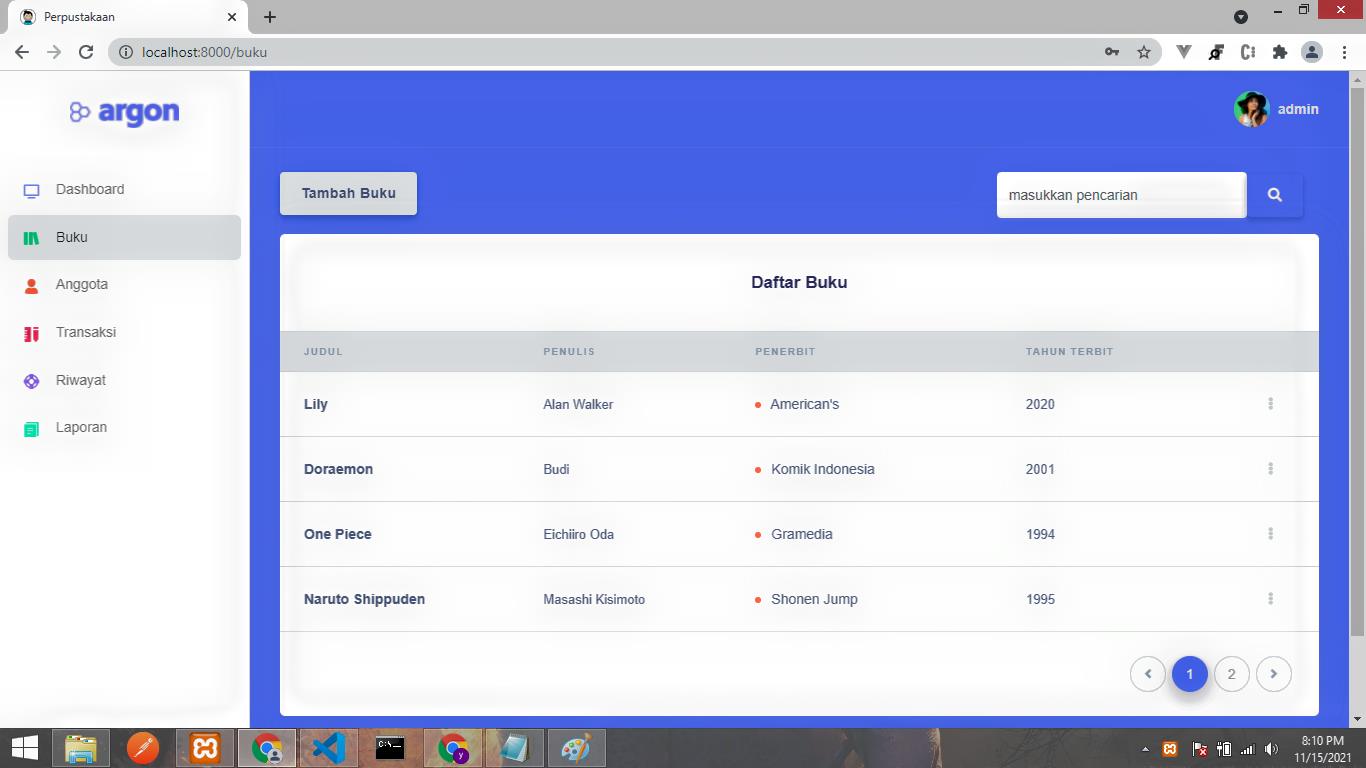 Perpustakaan
localhost:8000/buku
argon
admin
Dashboard
Buku
Anggota
Transaksi
Riwayat
Laporan
Tambah Buku
masukkan pencarian
Daftar Buku
JUDUL PENULIS PENERBIT TAHUN TERBIT
Lily Alan Walker American's 2020
Doraemon Budi Komik Indonesia 2001
One Piece Eichiiro Oda Gramedia 1994
Naruto Shippuden Masashi Kisimoto Shonen Jump 1995
1 2
8:10 PM
11/15/2021